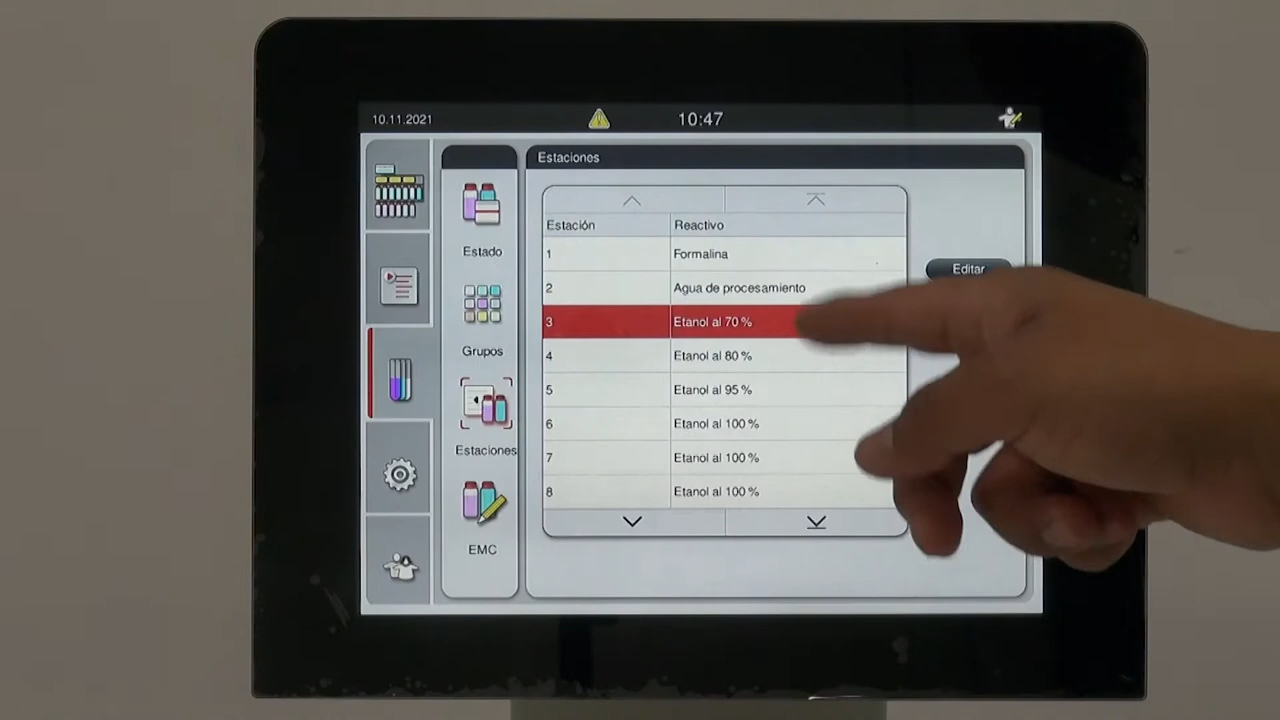 10.11.2021
10:47
Estaciones
Estado
Grupos
Estaciones
EMC
Estación Reactivo
1 Formalina
2 Agua de procesamiento
3 Etanol al 70 %
4 Etanol al 80 %
5 Etanol al 95 %
6 Etanol al 100 %
7 Etanol al 100 %
8 Etanol al 100 %
Editar